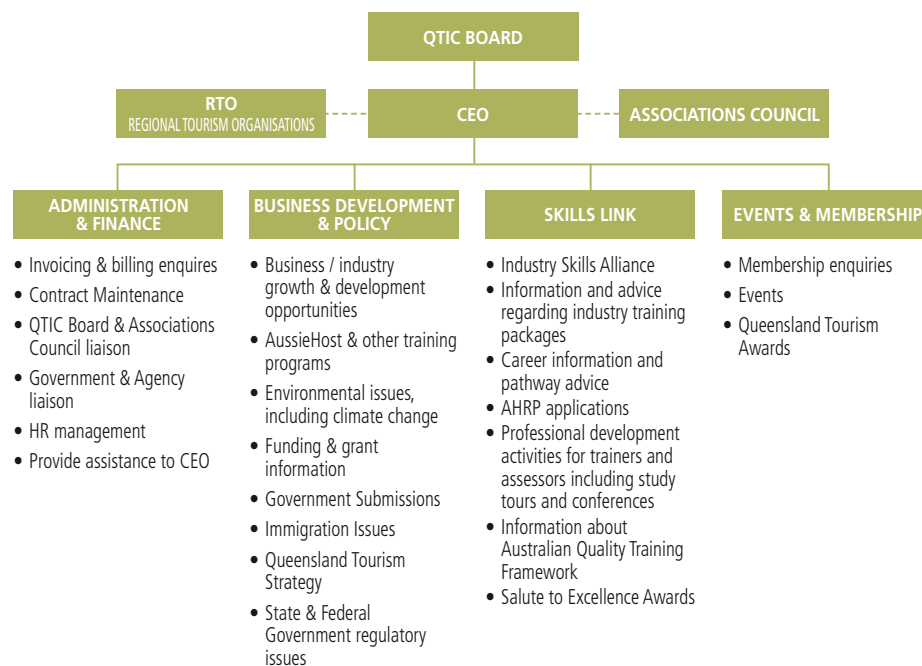 QTIC BOARD
RTO
REGIONAL TOURISM ORGANISATIONS
CEO
ASSOCIATIONS COUNCIL
ADMINISTRATION
& FINANCE
• Invoicing & billing enquires
• Contract Maintenance
• QTIC Board & Associations
Council liaison
• Government & Agency
liaison
• HR management
• Provide assistance to CEO
BUSINESS DEVELOPMENT
& POLICY
• Business / industry
growth & development
opportunities
• AussieHost & other training
programs
• Environmental issues,
including climate change
• Funding & grant
information
• Government Submissions
• Immigration Issues
• Queensland Tourism
Strategy
• State & Federal
Government regulatory
issues
SKILLS LINK
• Industry Skills Alliance
• Information and advice
regarding industry training
packages
• Career information and
pathway advice
• AHRP applications
• Professional development
activities for trainers and
assessors including study
tours and conferences
• Information about
Australian Quality Training
Framework
• Salute to Excellence Awards
EVENTS & MEMBERSHIP
• Membership enquiries
• Events
• Queensland Tourism
Awards